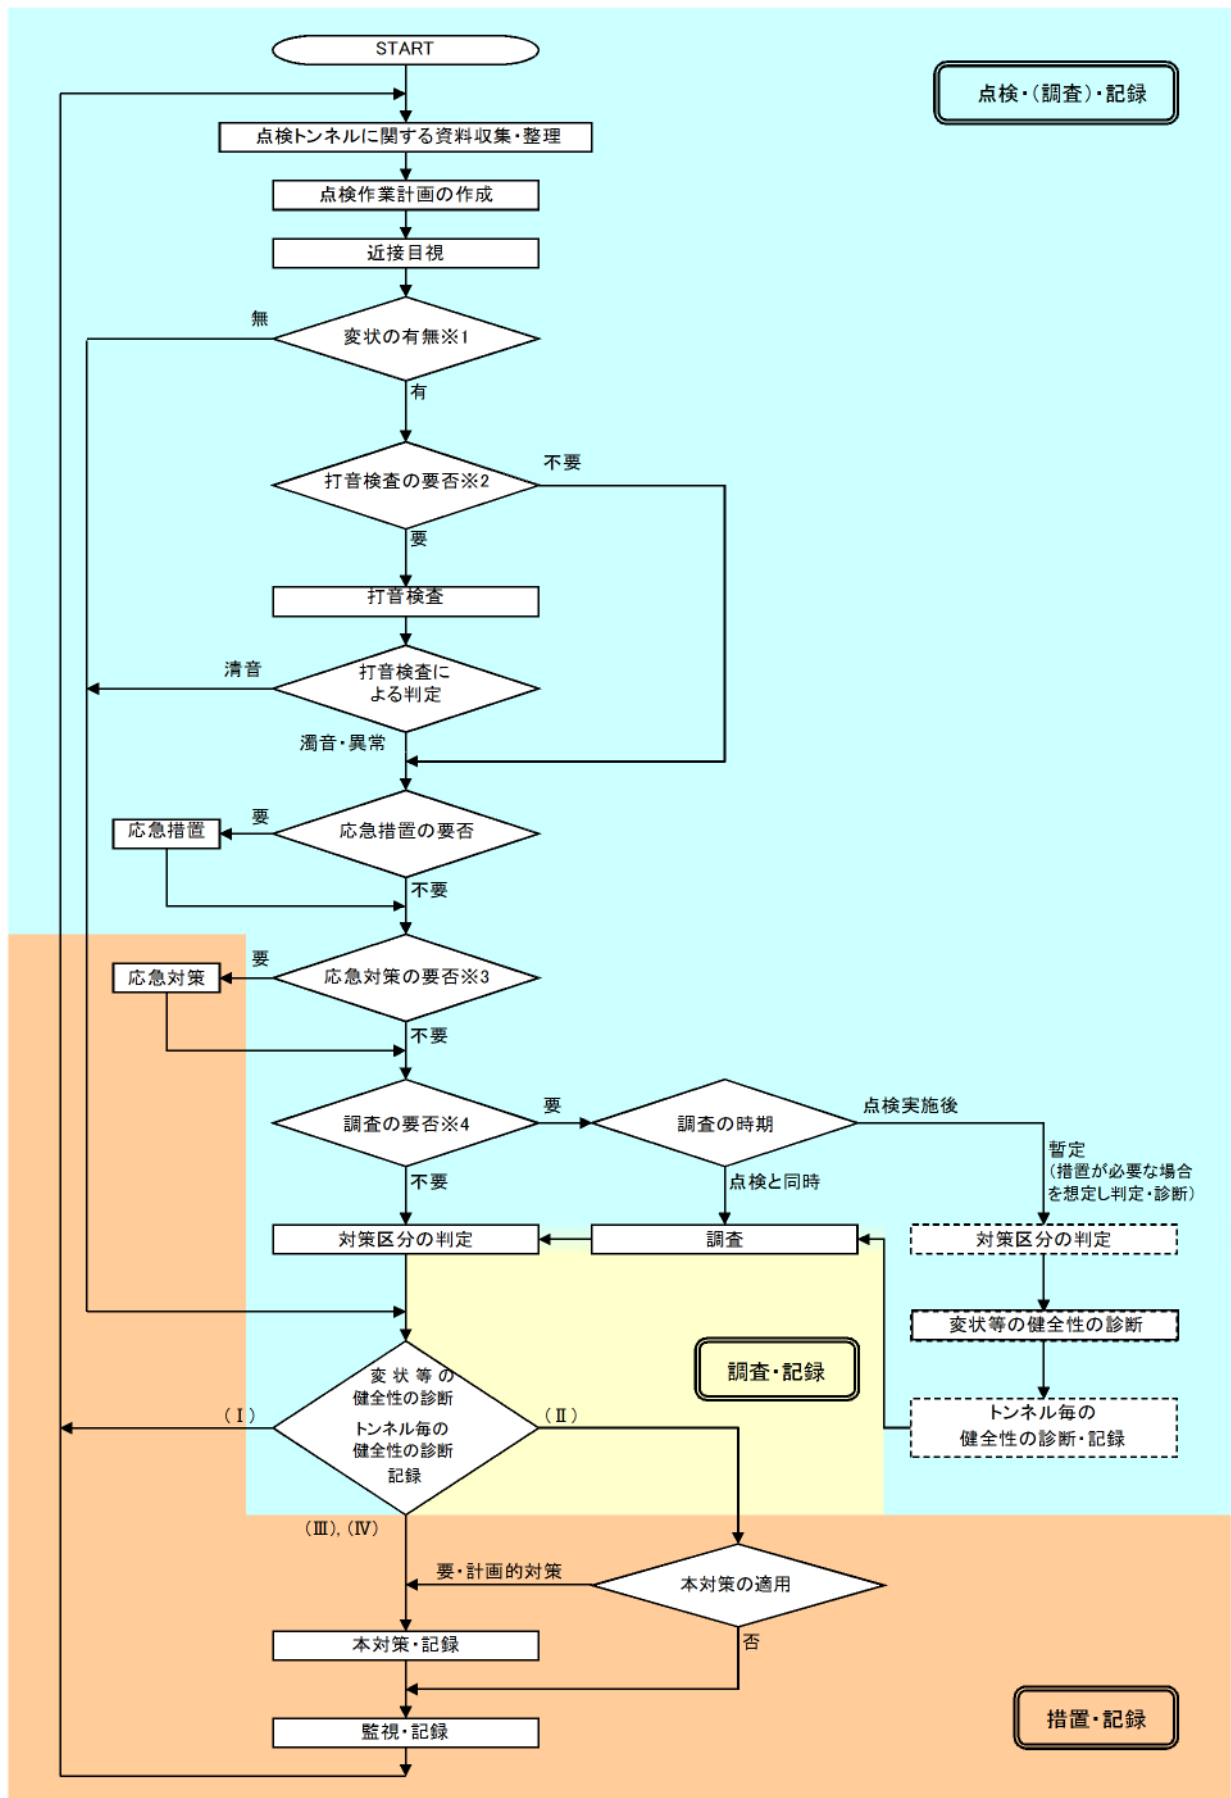 START
点検・(調査)・記録
点検トンネルに関する資料収集・整理
点検作業計画の作成
近接目視
無
変状の有無※1
有
打音検査の要否※2
不要
要
打音検査
清音
打音検査に
よる判定
濁音・異常
応急措置
要
応急措置の要否
不要
応急対策
要
応急対策の要否※3
不要
調査の要否※4
要
調査の時期
点検実施後
暫定
(措置が必要な場合
を想定し判定・診断)
不要
点検と同時
対策区分の判定
調査
対策区分の判定
変状等の健全性の診断
調査・記録
変状等の
健全性の診断
トンネル毎の
健全性の診断
記録
(Ⅰ)
(Ⅱ)
トンネル毎の
健全性の診断・記録
(Ⅲ),(Ⅳ)
要・計画的対策
本対策の適用
否
本対策・記録
監視・記録
措置・記録